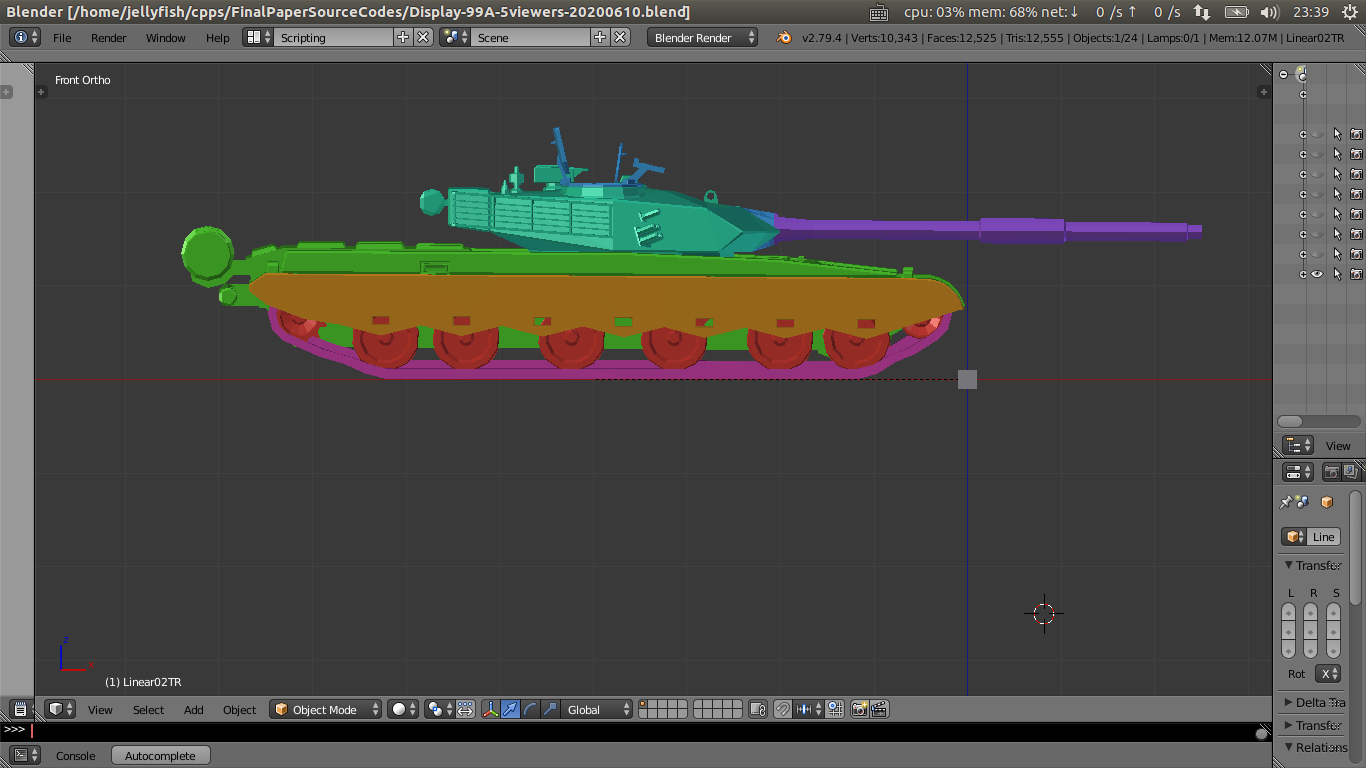 Blender [/home/jellyfish/cpps/FinalPaperSourceCodes/Display-99A-5viewers-20200610.blend] cpu: 03% mem: 68% net:↓ 0 /s ↑ 0 /s 23:39
File Render Window Help Scripting Scene Blender Render v2.79.4 | Verts:10,343 | Faces:12,525 | Tris:12,555 | Objects:1/24 | Lamps:0/1 | Mem:12.07M | Linear02TR
Front Ortho
View
Line
Transfer
L R S
z
x
(1) Linear02TR
Rot X
Delta Tra
View Select Add Object Object Mode Global
Transfor
>>>
Relations
Console Autocomplete